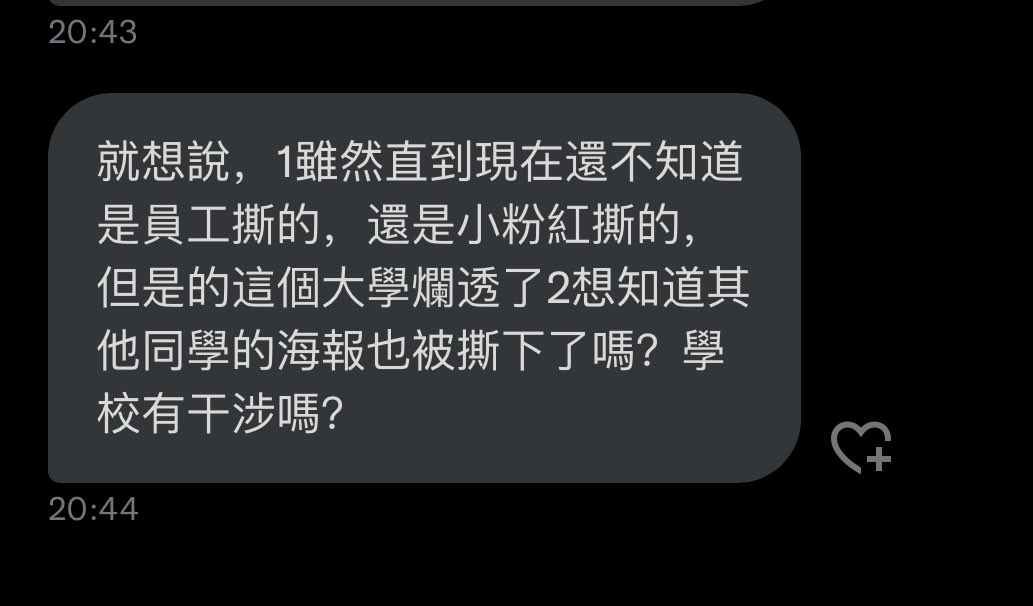 20:43
就想說，1雖然直到現在還不知道
是員工撕的，還是小粉紅撕的，
但是的這個大學爛透了2想知道其
他同學的海報也被撕下了嗎？學
校有干涉嗎？
20:44